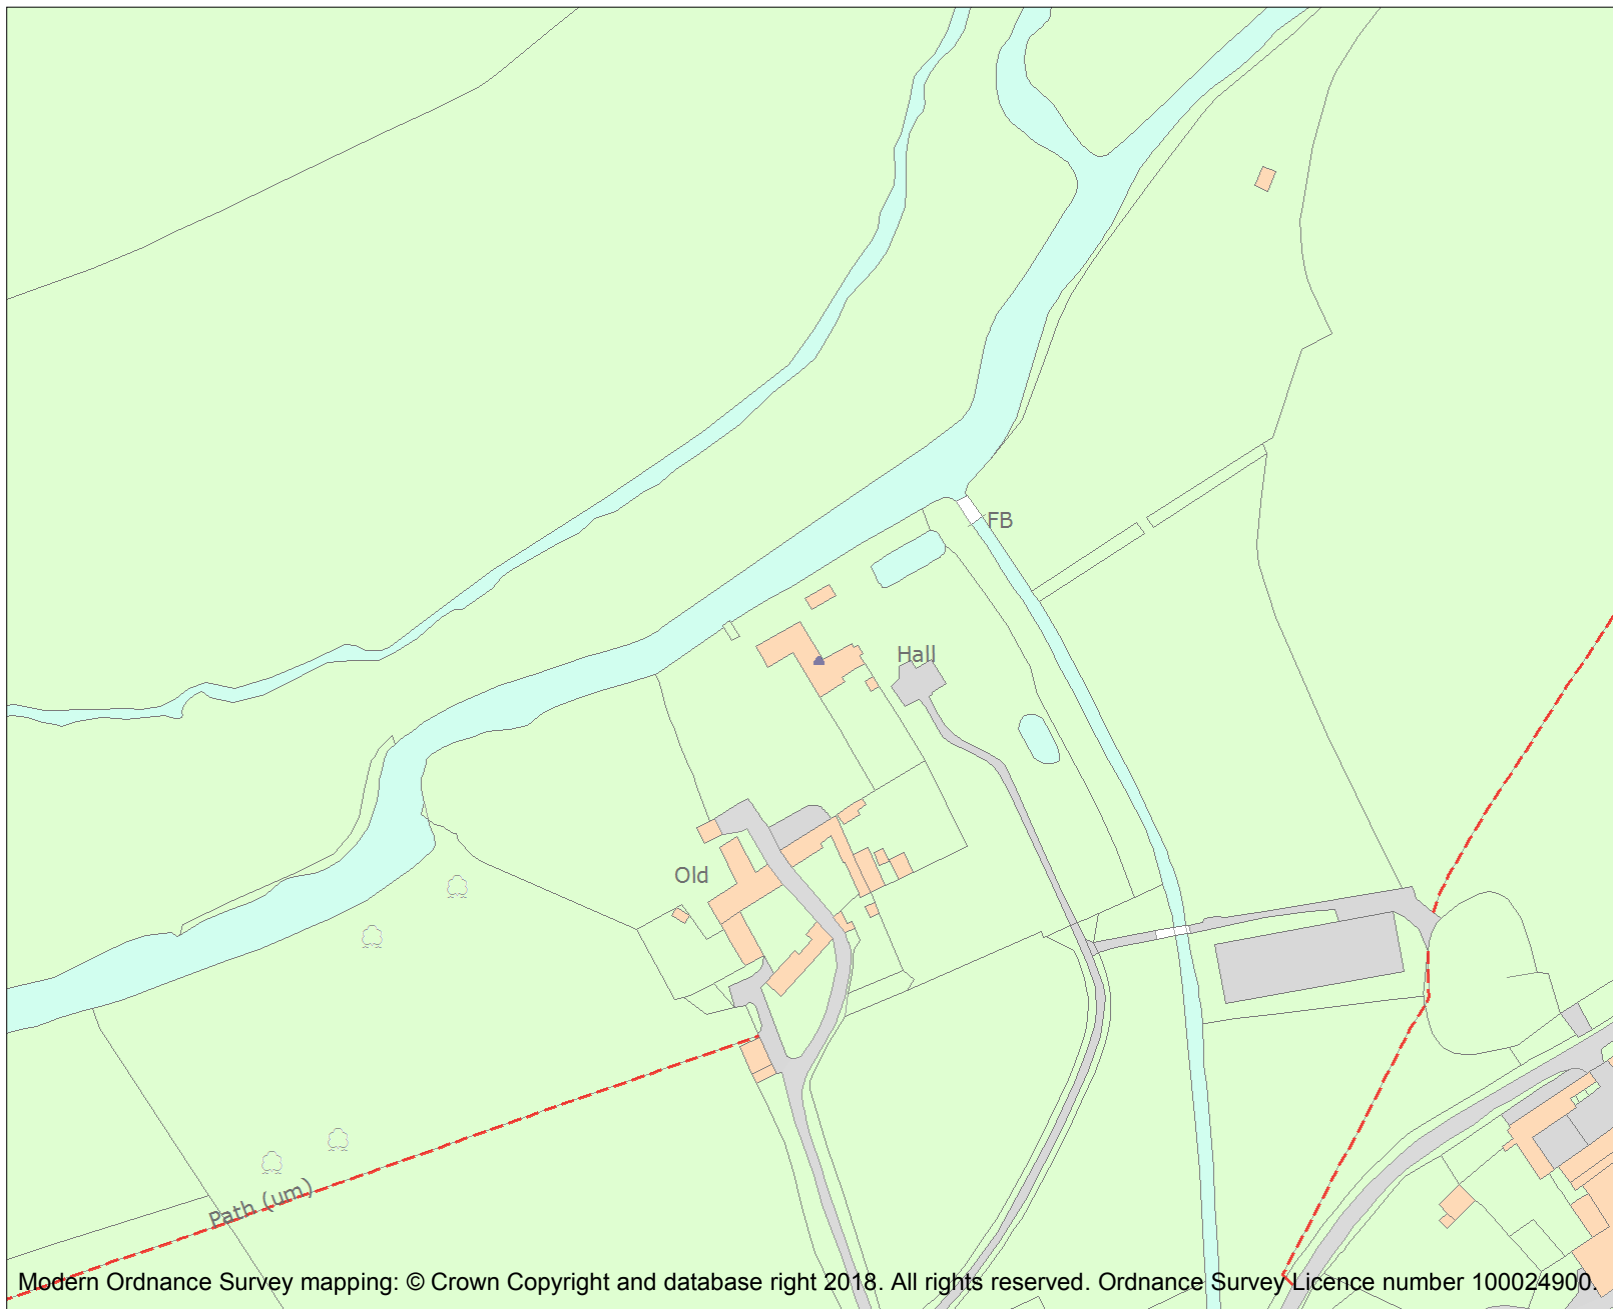 FB
Hall
Old
Path (um)
Modern Ordnance Survey mapping: © Crown Copyright and database right 2018. All rights reserved. Ordnance Survey Licence number 100024900.